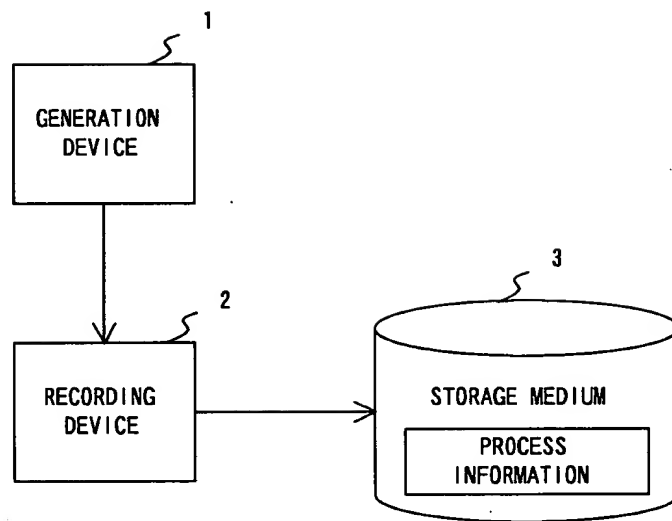 1
GENERATION
DEVICE
2
RECORDING
DEVICE
3
STORAGE MEDIUM
PROCESS
INFORMATION